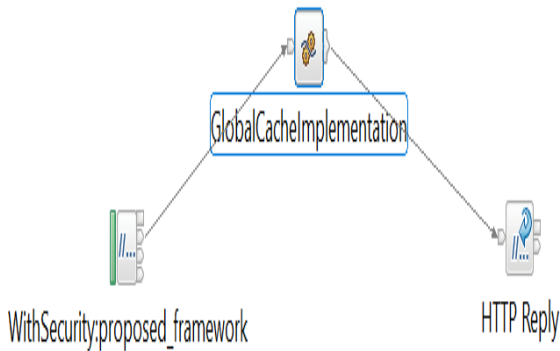 GlobalCacheImplementation
//...
WithSecurity:proposed_framework
//...
HTTP Reply